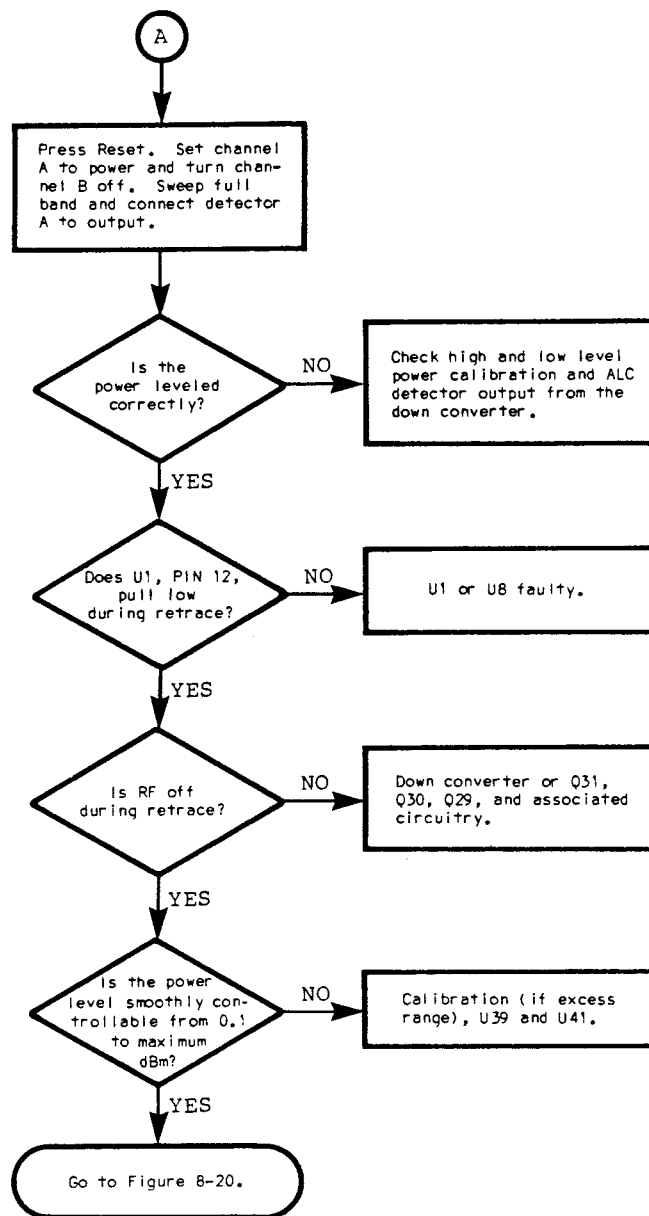 A
Press Reset. Set channel
A to power and turn chan-
nel B off. Sweep full
band and connect detector
A to output.
Is the
power leveled
correctly?
NO
Check high and low level
power calibration and ALC
detector output from the
down converter.
YES
Does U1, PIN 12,
pull low
during retrace?
NO
U1 or U8 faulty.
YES
Is RF off
during retrace?
NO
Down converter or Q31,
Q30, Q29, and associated
circuitry.
YES
Is the power
level smoothly con-
trollable from 0.1
to maximum
dBm?
NO
Calibration (if excess
range), U39 and U41.
YES
Go to Figure 8-20.